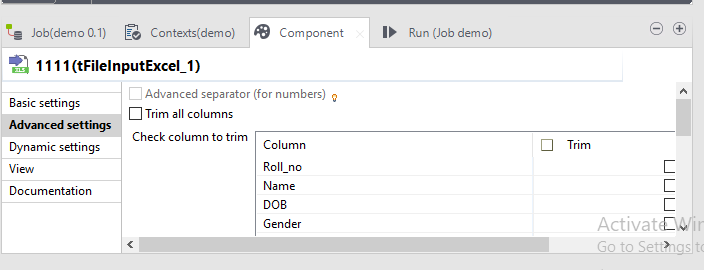 Job(demo 0.1)
Contexts(demo)
Component
Run (Job demo)
1111(tFileInputExcel_1)
Basic settings
Advanced settings
Dynamic settings
View
Documentation
Advanced separator (for numbers)
Trim all columns
Check column to trim
Column
Trim
Roll_no
Name
DOB
Gender
Activate Win
Go to Settings to